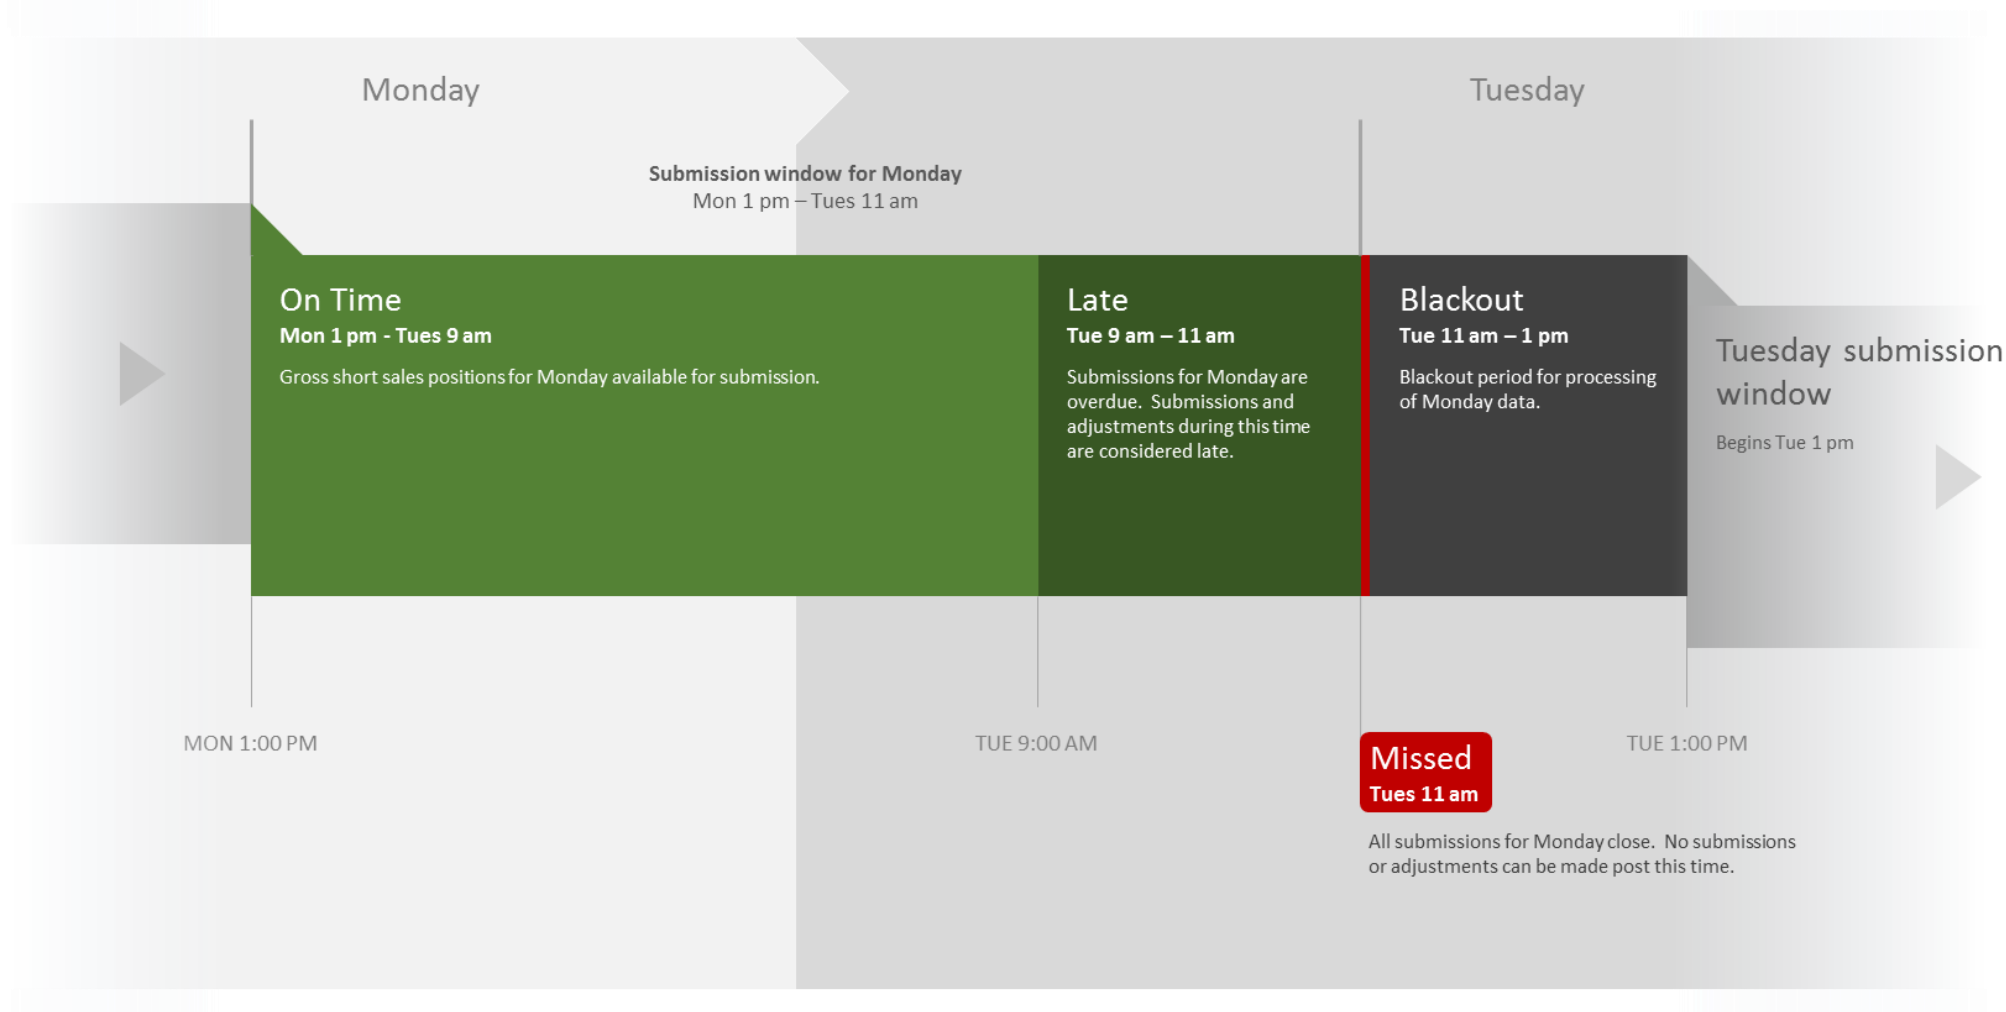 Monday
Tuesday
Submission window for Monday
Mon 1 pm – Tues 11 am
On Time
Mon 1 pm - Tues 9 am
Gross short sales positions for Monday available for submission.
Late
Tue 9 am – 11 am
Submissions for Monday are
overdue.  Submissions and
adjustments during this time
are considered late.
Blackout
Tue 11 am – 1 pm
Blackout period for processing
of Monday data.
Tuesday submission
window
Begins Tue 1 pm
MON 1:00 PM
TUE 9:00 AM
Missed
Tues 11 am
TUE 1:00 PM
All submissions for Monday close.  No submissions
or adjustments can be made post this time.